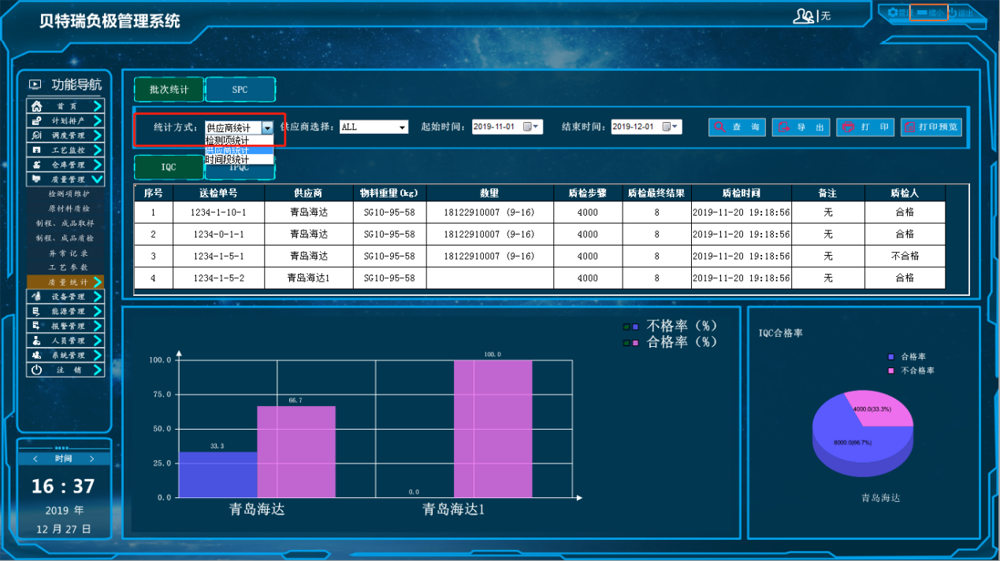 贝特瑞负极管理系统
无
管理 缩小 退出
功能导航
首 页
计划排产
调度管理
工艺监控
仓库管理
质量管理
检测项维护
原材料质检
制程、成品取样
制程、成品质检
异常记录
工艺参数
质量统计
设备管理
能源管理
报警管理
人员管理
系统管理
注 销
< 时间 >
16 : 37
2019 年
12 月 27 日
批次统计 SPC
统计方式: 供应商统计 供应商选择: ALL 起始时间: 2019-11-01 结束时间: 2019-12-01 查 询 导 出 打 印 打印预览
检测项统计
供应商统计
时间段统计
IQC IPQC
序号 送检单号 供应商 物料重量(kg) 数里 质检步骤 质检最终结果 质检时间 备注 质检人
1 1234-1-10-1 青岛海达 SG10-95-58 18122910007 (9-16) 4000 8 2019-11-20 19:18:56 无 合格
2 1234-0-1-1 青岛海达 SG10-95-58 18122910007 (9-16) 4000 8 2019-11-20 19:18:56 无 合格
3 1234-1-5-1 青岛海达 SG10-95-58 18122910007 (9-16) 4000 8 2019-11-20 19:18:56 无 不合格
4 1234-1-5-2 青岛海达1 SG10-95-58 4000 8 2019-11-20 19:18:56 无 合格
不格率（%）
合格率（%）
100.0
75.0
50.0
25.0
0.0
33.3
66.7
0.0
100.0
青岛海达 青岛海达1
IQC合格率
合格率
不合格率
4000.0(33.3%)
8000.0(66.7%)
青岛海达